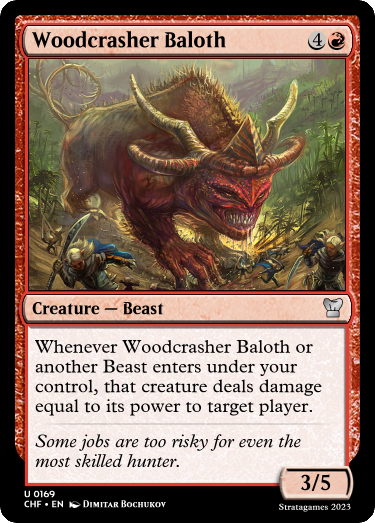 Woodcrasher Baloth 4
Creature — Beast
Whenever Woodcrasher Baloth or
another Beast enters under your
control, that creature deals damage
equal to its power to target player.
Some jobs are too risky for even the
most skilled hunter.
3/5
U 0169
CHF • EN DIMITAR BOCHUKOV
Stratagames 2023